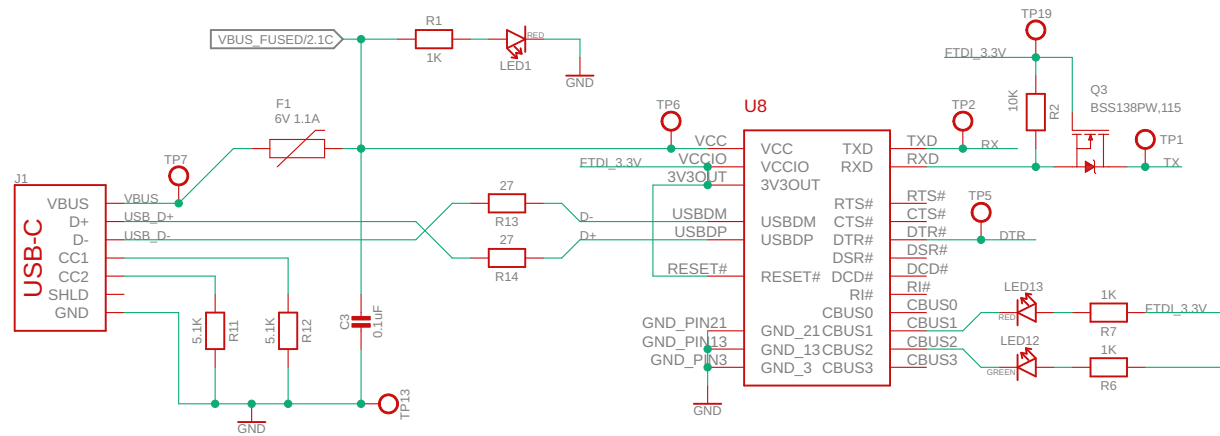 VBUS_FUSED/2.1C
R1
1K
RED
LED1
GND
TP19
FTDI_3.3V
10K
R2
Q3
BSS138PW,115
TP1
TX
F1
6V 1.1A
TP7
TP6
U8
TP2
RX
VCC
FTDI_3.3V
VCCIO
3V3OUT
USBDM
USBDP
RESET#
GND_PIN21
GND_PIN13
GND_PIN3
GND
VCC
VCCIO
3V3OUT
USBDM
USBDP
RESET#
GND_21
GND_13
GND_3
TXD
RXD
RTS#
CTS#
DTR#
DSR#
DCD#
RI#
CBUS0
CBUS1
CBUS2
CBUS3
TXD
RXD
RTS#
CTS#
DTR#
DSR#
DCD#
RI#
CBUS0
CBUS1
CBUS2
CBUS3
TP5
DTR
J1
USB-C
VBUS
D+
D-
CC1
CC2
SHLD
GND
VBUS
USB_D+
USB_D-
27
R13
27
R14
D-
D+
5.1K
R11
5.1K
R12
C3
0.1uF
TP13
GND
LED13
RED
1K
R7
FTDI_3.3V
LED12
GREEN
1K
R6